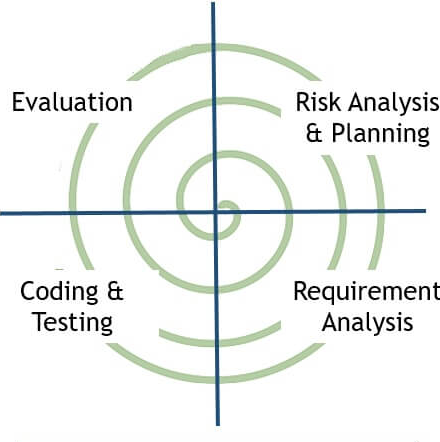 Evaluation
Risk Analysis
& Planning
Coding &
Testing
Requirement
Analysis